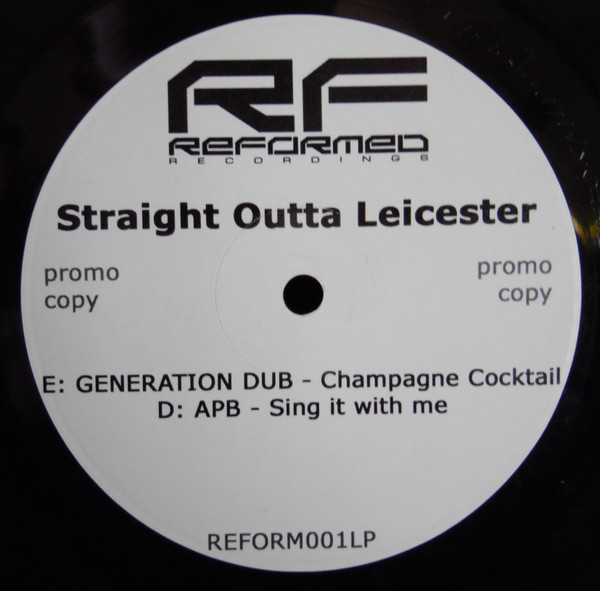 RF
REFORMED
RECORDINGS
Straight Outta Leicester
promo
copy
promo
copy
E: GENERATION DUB - Champagne Cocktail
D: APB - Sing it with me
REFORM001LP